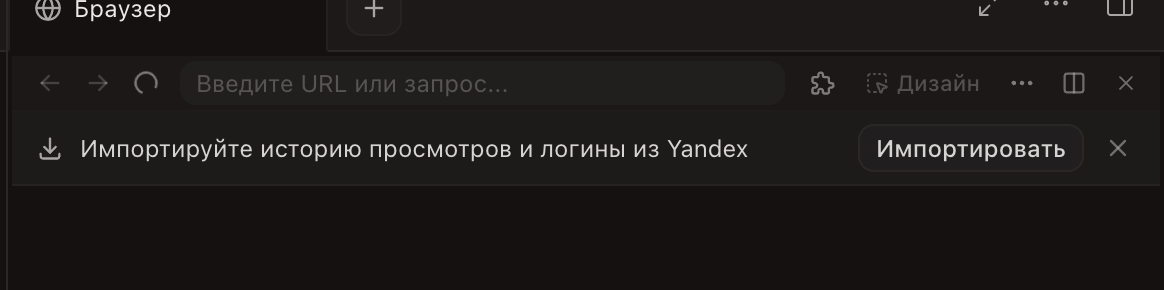 Браузер
Введите URL или запрос...
Дизайн
Импортируйте историю просмотров и логины из Yandex
Импортировать